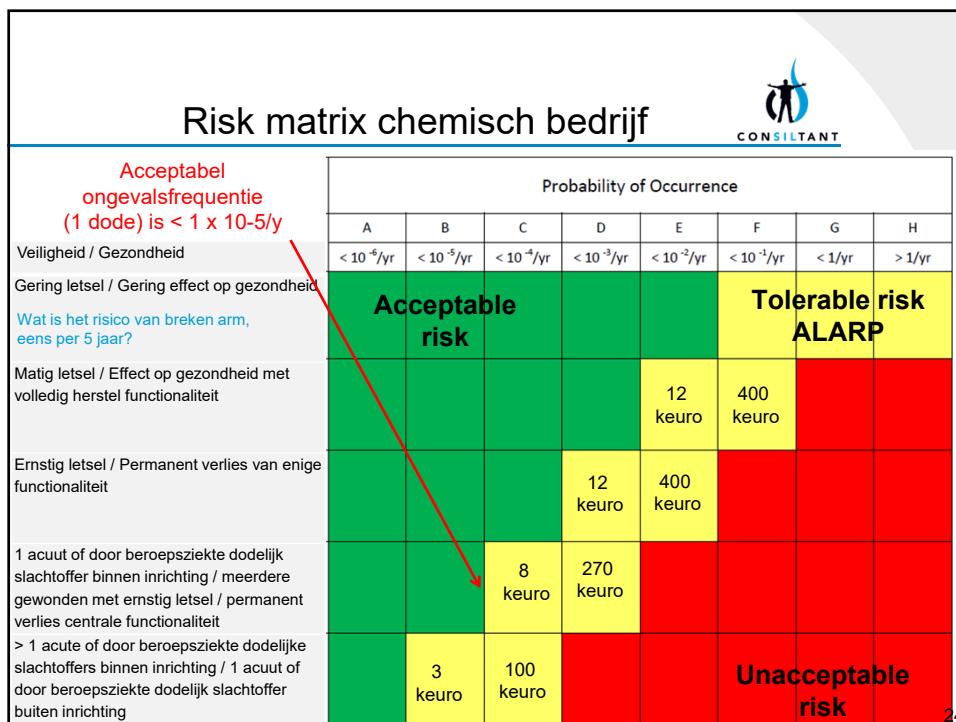 Risk matrix chemisch bedrijf
CONSILTANT
Acceptabel
ongevalsfrequentie
(1 dode) is < 1 x 10-5/y
Probability of Occurrence
A B C D E F G H
Veiligheid / Gezondheid
< 10 -6/yr < 10 -5/yr < 10 -4/yr < 10 -3/yr < 10 -2/yr < 10 -1/yr < 1/yr > 1/yr
Gering letsel / Gering effect op gezondheid
Wat is het risico van breken arm,
eens per 5 jaar?
Acceptable
risk
Tolerable risk
ALARP
Matig letsel / Effect op gezondheid met
volledig herstel functionaliteit
12
keuro
400
keuro
Ernstig letsel / Permanent verlies van enige
functionaliteit
12
keuro
400
keuro
1 acuut of door beroepsziekte dodelijk
slachtoffer binnen inrichting / meerdere
gewonden met ernstig letsel / permanent
verlies centrale functionaliteit
8
keuro
270
keuro
> 1 acute of door beroepsziekte dodelijke
slachtoffers binnen inrichting / 1 acuut of
door beroepsziekte dodelijk slachtoffer
buiten inrichting
3
keuro
100
keuro
Unacceptable
risk